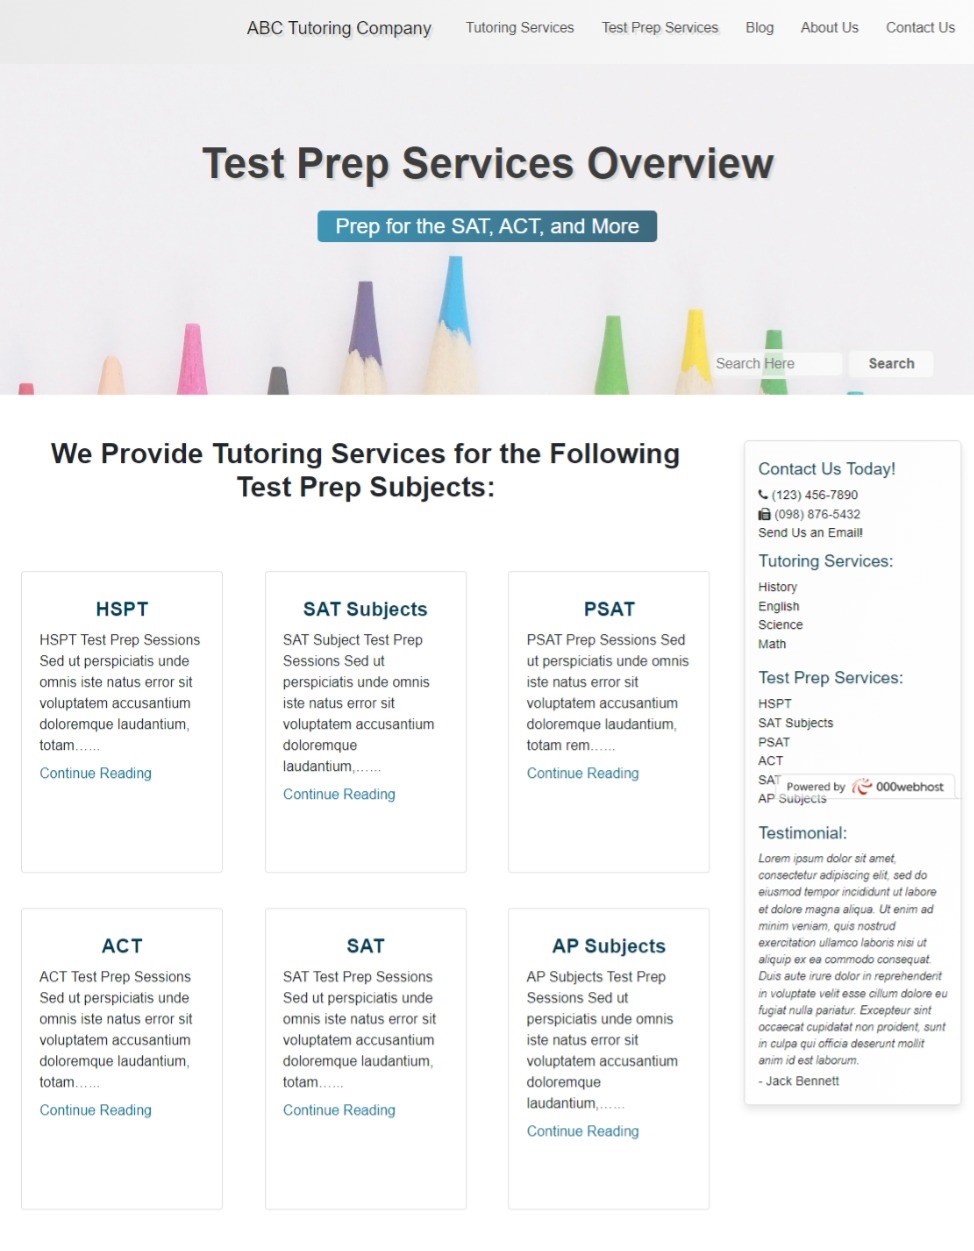 ABC Tutoring Company
Tutoring Services
Test Prep Services
Blog
About Us
Contact Us
Test Prep Services Overview
Prep for the SAT, ACT, and More
Search Here
Search
We Provide Tutoring Services for the Following
Test Prep Subjects:
HSPT
HSPT Test Prep Sessions
Sed ut perspiciatis unde
omnis iste natus error sit
voluptatem accusantium
doloremque laudantium,
totam......
Continue Reading
SAT Subjects
SAT Subject Test Prep
Sessions Sed ut
perspiciatis unde omnis
iste natus error sit
voluptatem accusantium
doloremque
laudantium,......
Continue Reading
PSAT
PSAT Prep Sessions Sed
ut perspiciatis unde omnis
iste natus error sit
voluptatem accusantium
doloremque laudantium,
totam rem......
Continue Reading
ACT
ACT Test Prep Sessions
Sed ut perspiciatis unde
omnis iste natus error sit
voluptatem accusantium
doloremque laudantium,
totam......
Continue Reading
SAT
SAT Test Prep Sessions
Sed ut perspiciatis unde
omnis iste natus error sit
voluptatem accusantium
doloremque laudantium,
totam......
Continue Reading
AP Subjects
AP Subjects Test Prep
Sessions Sed ut
perspiciatis unde omnis
iste natus error sit
voluptatem accusantium
doloremque
laudantium,......
Continue Reading
Contact Us Today!
(123) 456-7890
(098) 876-5432
Send Us an Email!
Tutoring Services:
History
English
Science
Math
Test Prep Services:
HSPT
SAT Subjects
PSAT
ACT
SAT
Powered by 000webhost
AP Subjects
Testimonial:
Lorem ipsum dolor sit amet,
consectetur adipiscing elit, sed do
eiusmod tempor incididunt ut labore
et dolore magna aliqua. Ut enim ad
minim veniam, quis nostrud
exercitation ullamco laboris nisi ut
aliquip ex ea commodo consequat.
Duis aute irure dolor in reprehenderit
in voluptate velit esse cillum dolore eu
fugiat nulla pariatur. Excepteur sint
occaecat cupidatat non proident, sunt
in culpa qui officia deserunt mollit
anim id est laborum.
- Jack Bennett